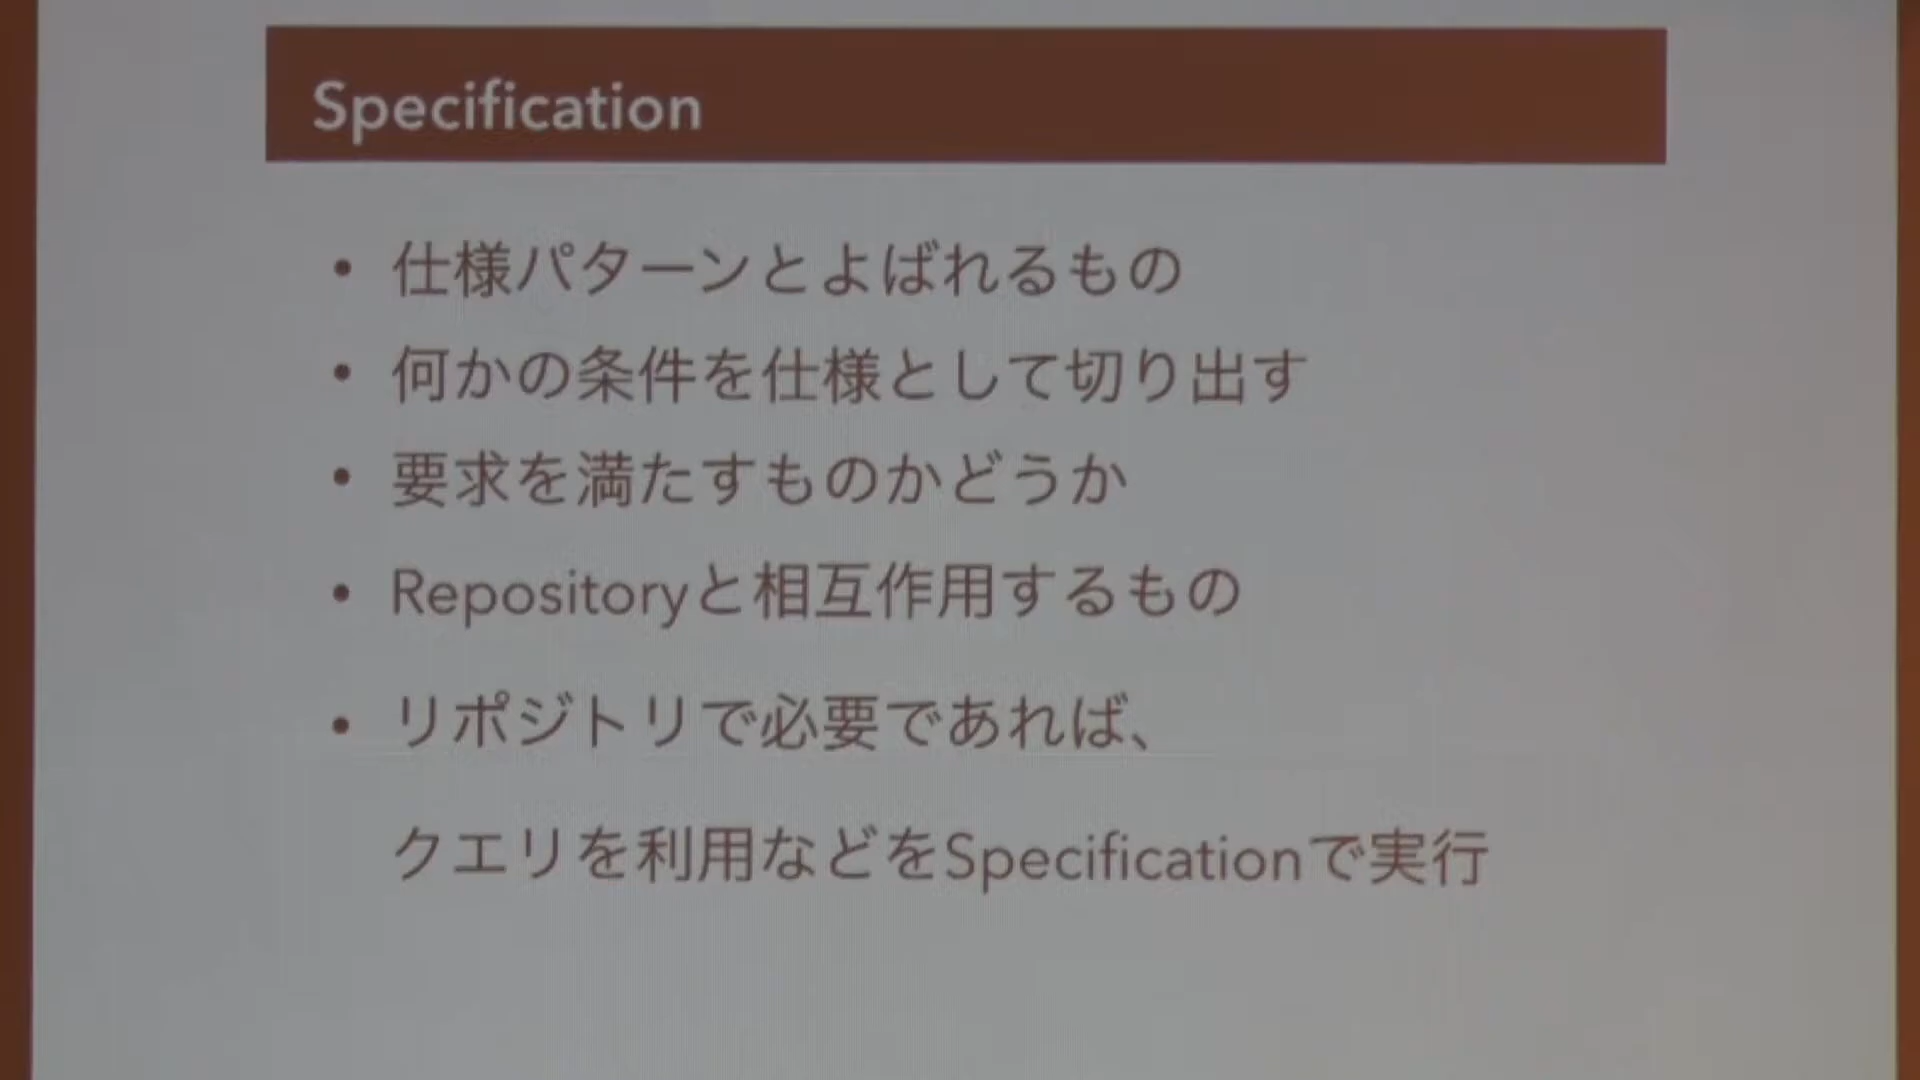 Specification
• 仕様パターンとよばれるもの
• 何かの条件を仕様として切り出す
• 要求を満たすものかどうか
• Repositoryと相互作用するもの
• リポジトリで必要であれば、
クエリを利用などをSpecificationで実行